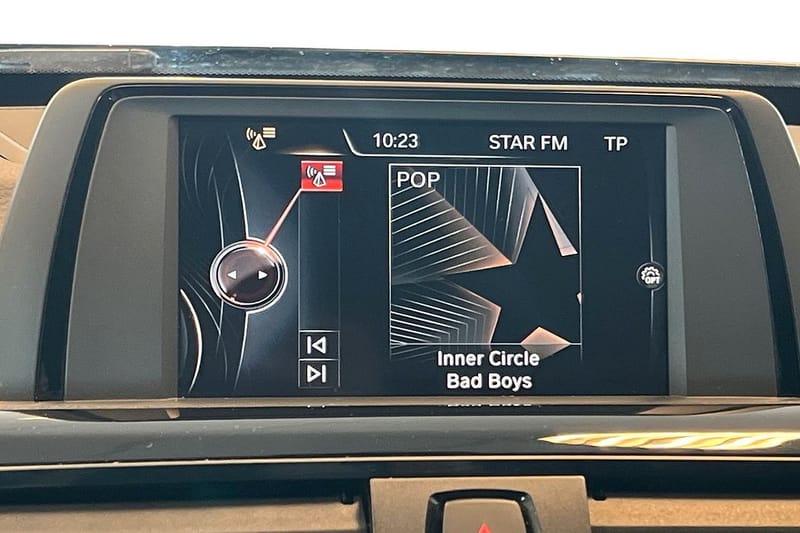 10:23 STAR FM TP
POP
OPT
Inner Circle
Bad Boys